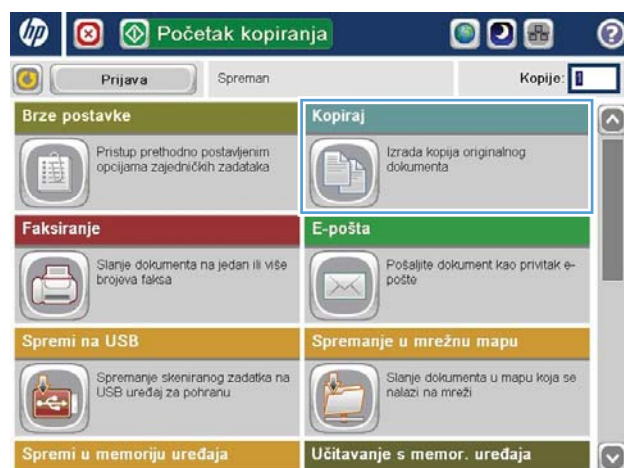 hp
Početak kopiranja
?
Prijava
Spreman
Kopije: 1
Brze postavke
Pristup prethodno postavljenim
opcijama zajedničkih zadataka
Kopiraj
Izrada kopija originalnog
dokumenta
Faksiranje
Slanje dokumenta na jedan ili više
brojeva faksa
E-pošta
Pošaljite dokument kao privitak e-
pošte
Spremi na USB
Spremanje skeniranog zadatka na
USB uređaj za pohranu
Spremanje u mrežnu mapu
Slanje dokumenta u mapu koja se
nalazi na mreži
Spremi u memoriju uređaja
Učitavanje s memor. uređaja